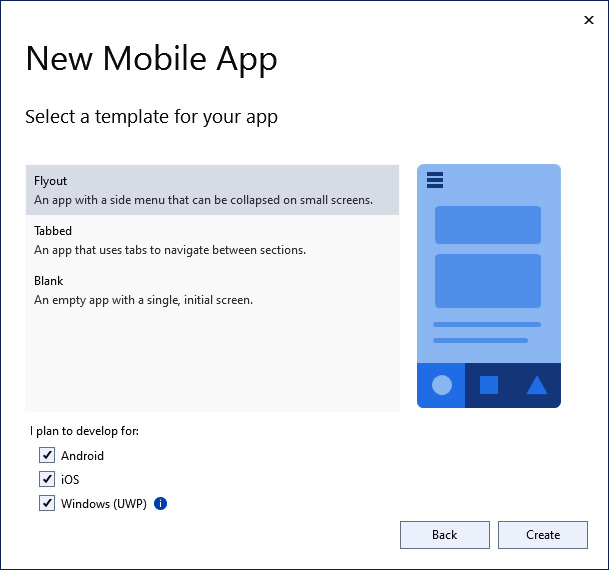 New Mobile App
Select a template for your app
Flyout
An app with a side menu that can be collapsed on small screens.
Tabbed
An app that uses tabs to navigate between sections.
Blank
An empty app with a single, initial screen.
I plan to develop for:
Android
iOS
Windows (UWP)
Back
Create